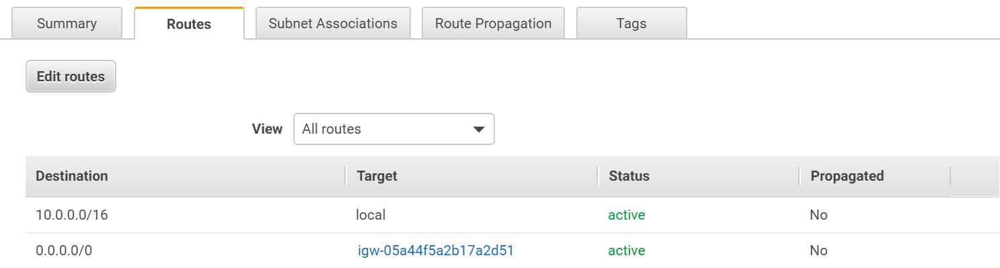 Summary Routes Subnet Associations Route Propagation Tags
Edit routes
View All routes
Destination Target Status Propagated
10.0.0.0/16 local active No
0.0.0.0/0 igw-05a44f5a2b17a2d51 active No